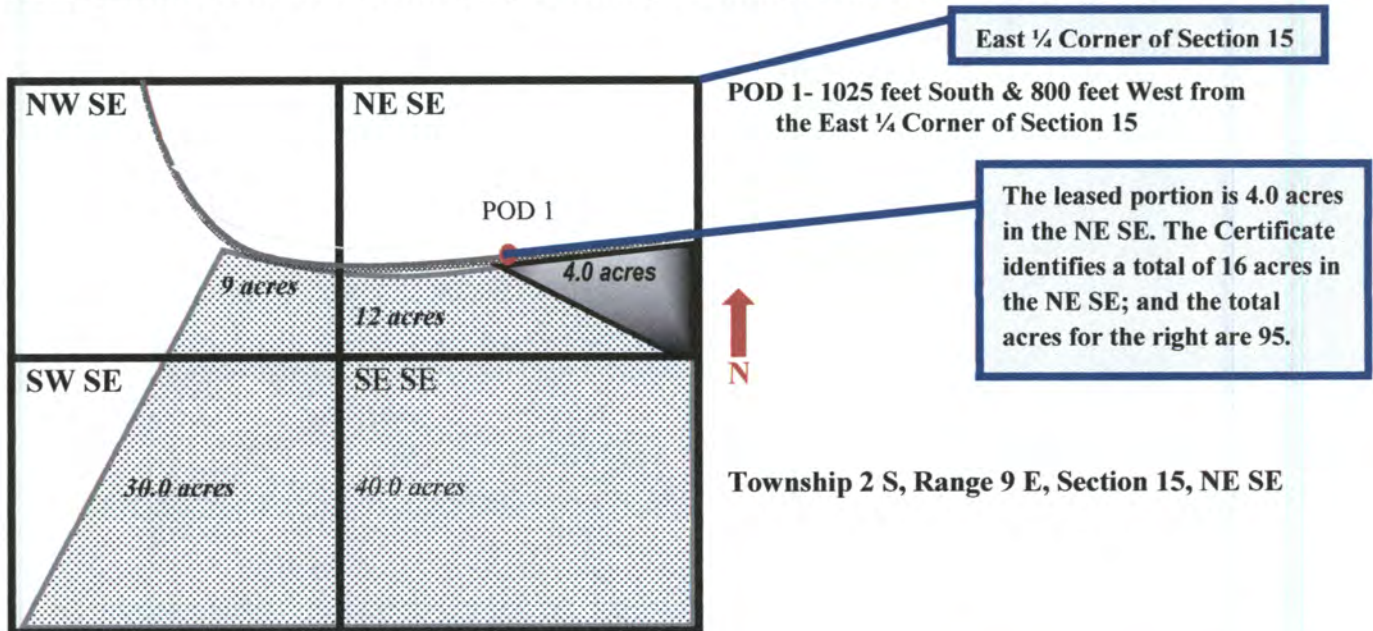 East ¼ Corner of Section 15
NW SE
NE SE
POD 1- 1025 feet South & 800 feet West from
the East ¼ Corner of Section 15
POD 1
The leased portion is 4.0 acres
in the NE SE. The Certificate
identifies a total of 16 acres in
the NE SE; and the total
acres for the right are 95.
4.0 acres
9 acres
12 acres
N
SW SE
SE SE
30.0 acres
40.0 acres
Township 2 S, Range 9 E, Section 15, NE SE